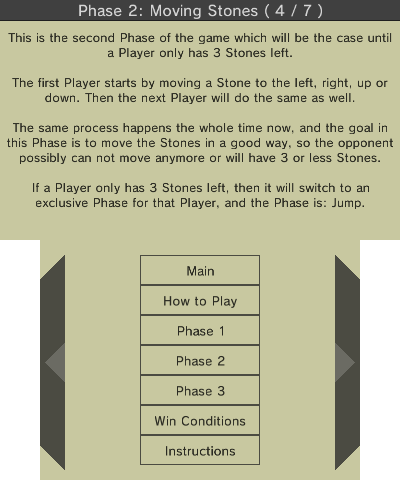 Phase 2: Moving Stones ( 4 / 7 )
This is the second Phase of the game which will be the case until
a Player only has 3 Stones left.
The first Player starts by moving a Stone to the left, right, up or
down. Then the next Player will do the same as well.
The same process happens the whole time now, and the goal in
this Phase is to move the Stones in a good way, so the opponent
possibly can not move anymore or will have 3 or less Stones.
If a Player only has 3 Stones left, then it will switch to an
exclusive Phase for that Player, and the Phase is: Jump.
Main
How to Play
Phase 1
Phase 2
Phase 3
Win Conditions
Instructions